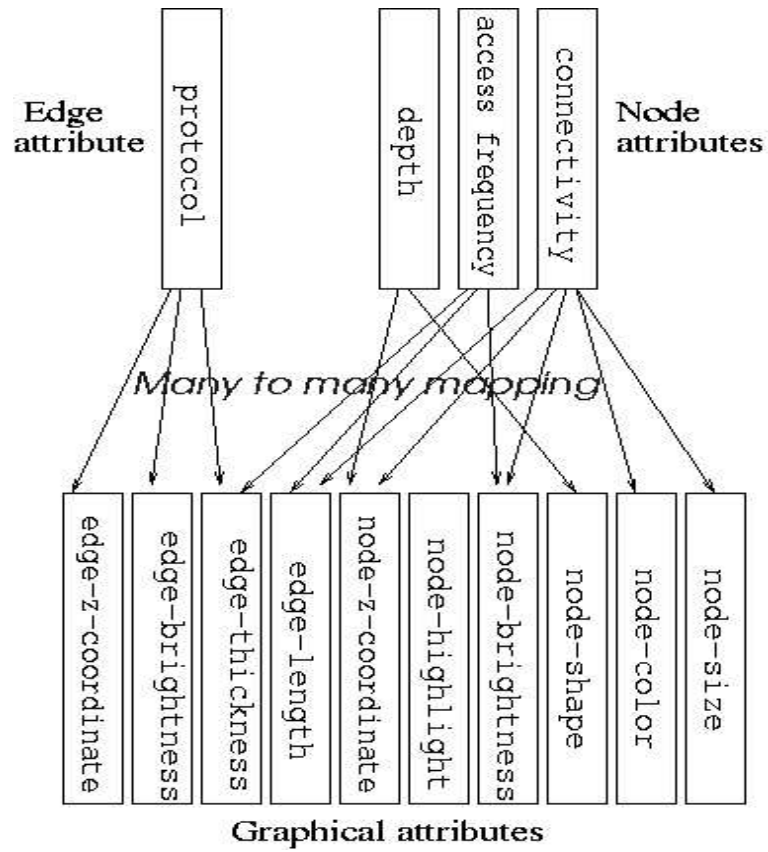 Edge
attribute
protocol
depth
access frequency
connectivity
Node
attributes
Many to many mapping
edge-z-coordinate
edge-brightness
edge-thickness
edge-length
node-z-coordinate
node-highlight
node-brightness
node-shape
node-color
node-size
Graphical attributes